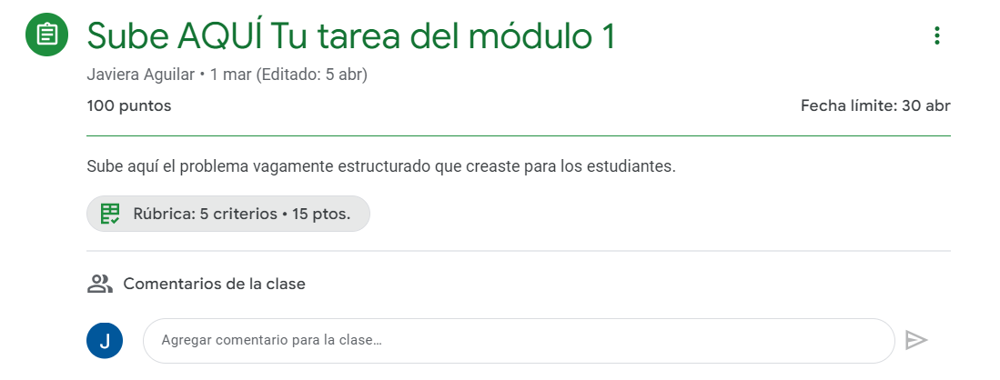 Sube AQUÍ Tu tarea del módulo 1
Javiera Aguilar • 1 mar (Editado: 5 abr)
100 puntos
Fecha límite: 30 abr
Sube aquí el problema vagamente estructurado que creaste para los estudiantes.
Rúbrica: 5 criterios • 15 ptos.
Comentarios de la clase
J
Agregar comentario para la clase...